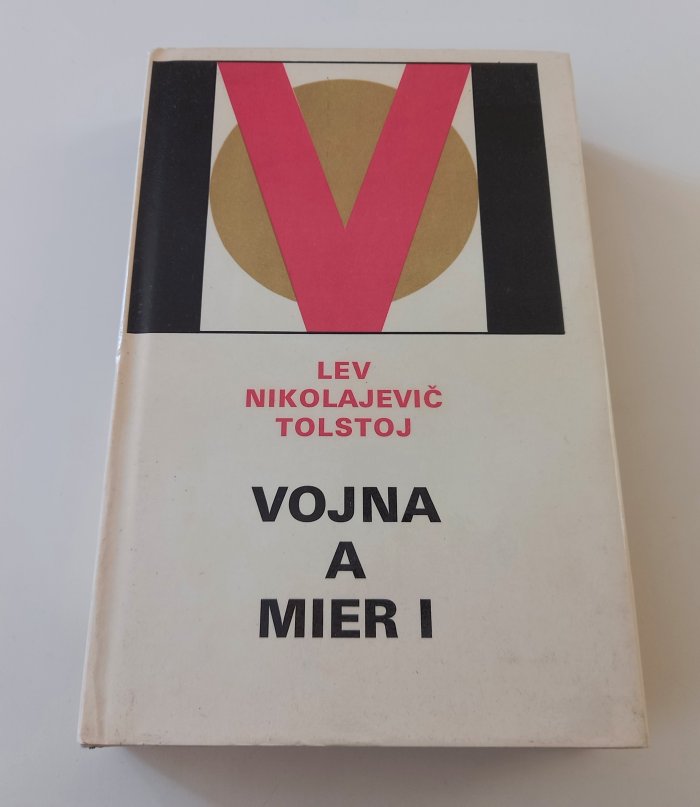 LEV
NIKOLAJEVIČ
TOLSTOJ
VOJNA
A
MIER I